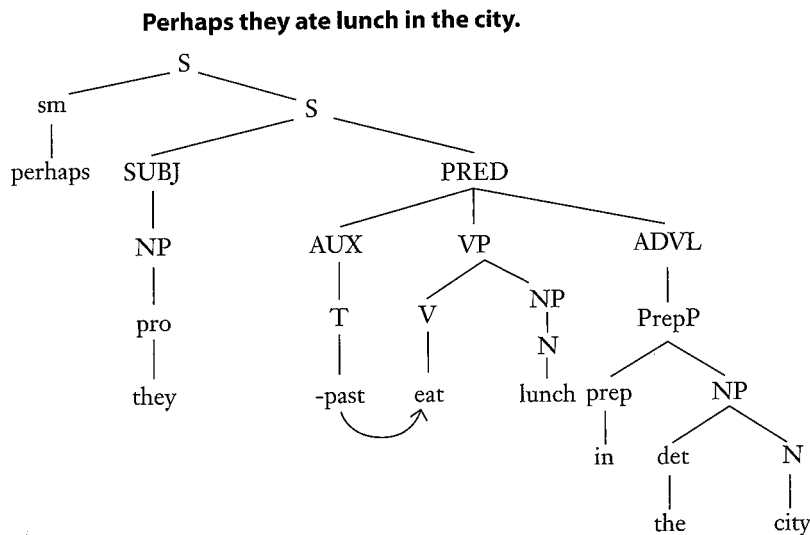 Perhaps they ate lunch in the city.
S
sm S
perhaps SUBJ PRED
NP AUX VP ADVL
pro T V NP PrepP
N
they -past eat lunch prep NP
in det N
the city